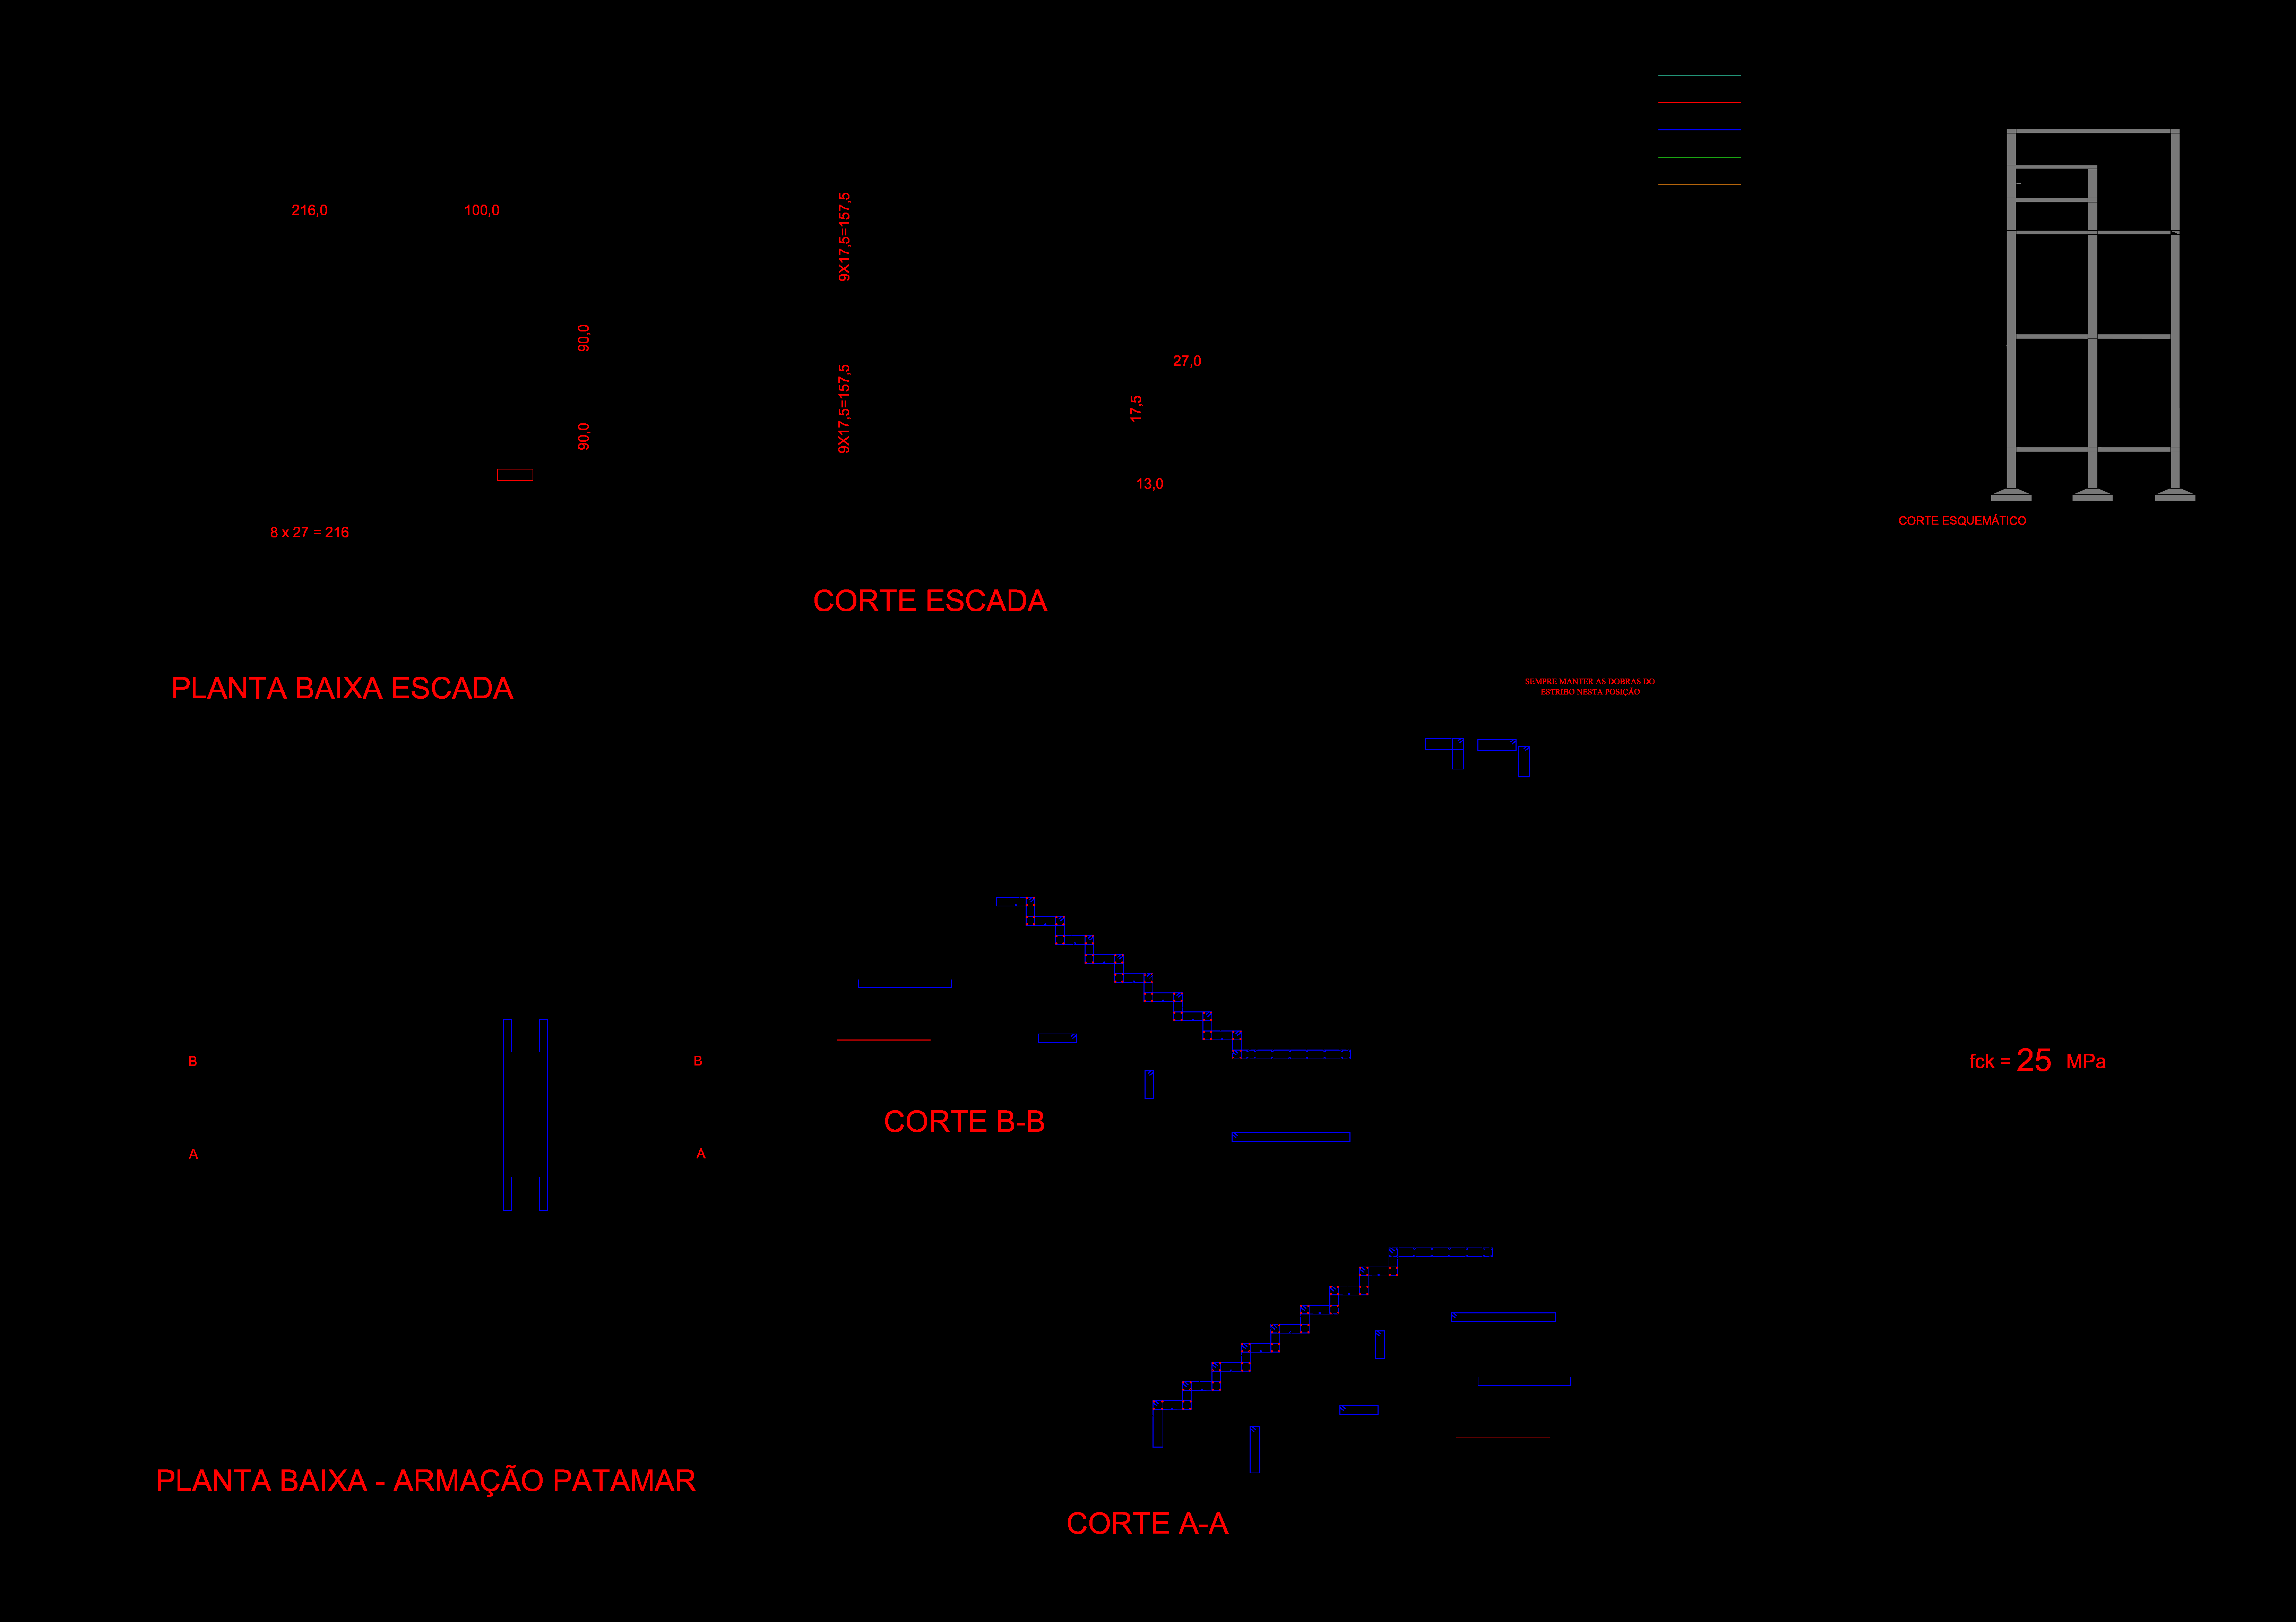 216,0
100,0
9X17,5=157,5
90,0
27,0
9X17,5=157,5
17,5
90,0
13,0
8 x 27 = 216
CORTE ESQUEMÁTICO
CORTE ESCADA
PLANTA BAIXA ESCADA
SEMPRE MANTER AS DOBRAS DO
ESTRIBO NESTA POSIÇÃO
B
B
fck = 25 MPa
CORTE B-B
A
A
PLANTA BAIXA - ARMAÇÃO PATAMAR
CORTE A-A